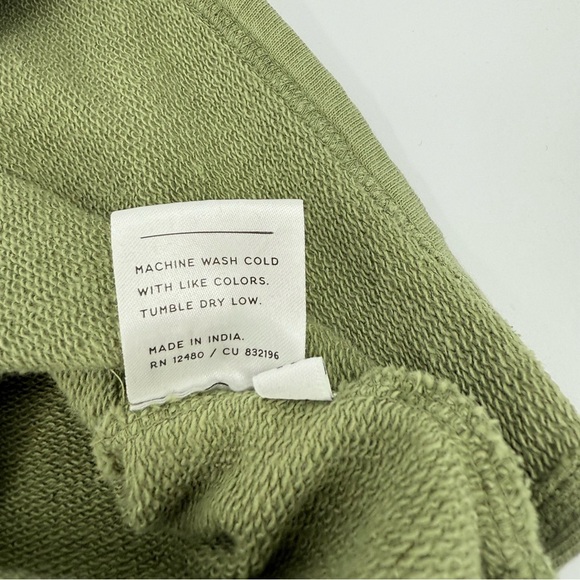 MACHINE WASH COLD
WITH LIKE COLORS.
TUMBLE DRY LOW.
MADE IN INDIA.
RN 12480 / CU 832196